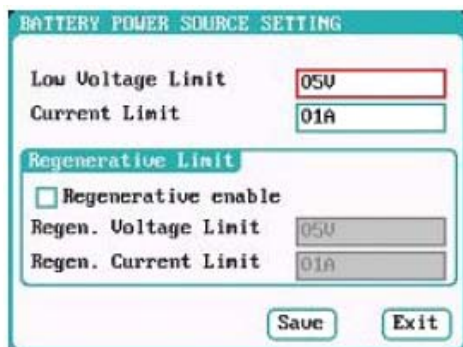 BATTERY POWER SOURCE SETTING
Low Voltage Limit 05V
Current Limit 01A
Regenerative Limit
Regenerative enable
Regen. Voltage Limit 05V
Regen. Current Limit 01A
Save Exit